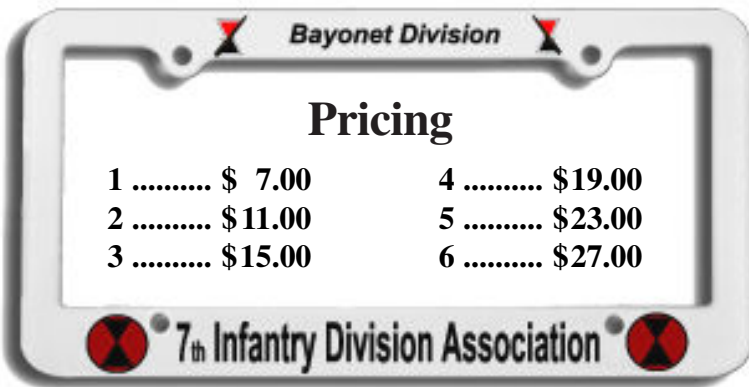 Bayonet Division
Pricing
1 .......... $ 7.00
2 .......... $11.00
3 .......... $15.00
4 .......... $19.00
5 .......... $23.00
6 .......... $27.00
7th Infantry Division Association